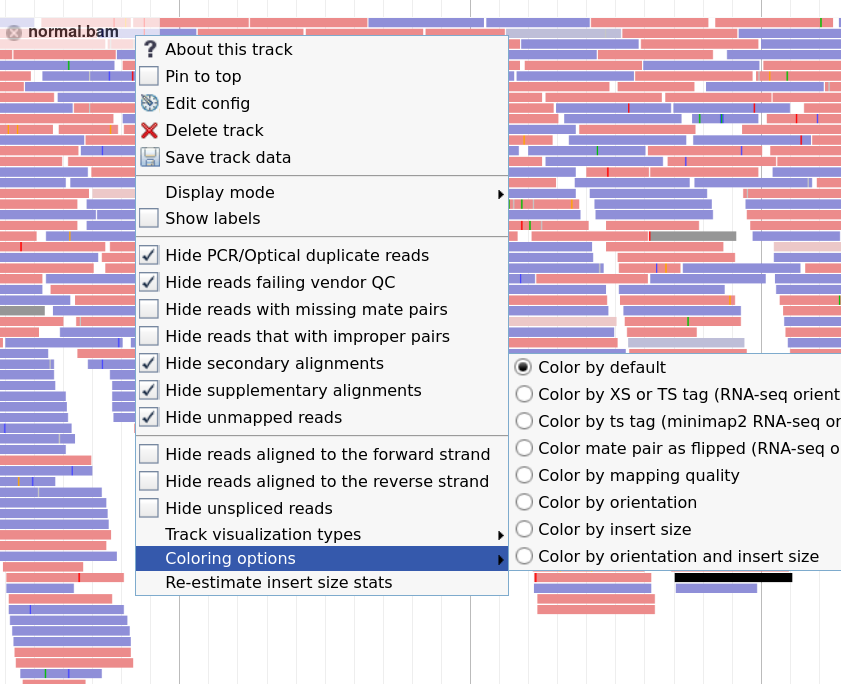 normal.bam
? About this track
Pin to top
Edit config
Delete track
Save track data
Display mode
Show labels
Hide PCR/Optical duplicate reads
Hide reads failing vendor QC
Hide reads with missing mate pairs
Hide reads that with improper pairs
Hide secondary alignments
Hide supplementary alignments
Hide unmapped reads
Hide reads aligned to the forward strand
Hide reads aligned to the reverse strand
Hide unspliced reads
Track visualization types
Coloring options
Re-estimate insert size stats
Color by default
Color by XS or TS tag (RNA-seq orient
Color by ts tag (minimap2 RNA-seq or
Color mate pair as flipped (RNA-seq o
Color by mapping quality
Color by orientation
Color by insert size
Color by orientation and insert size